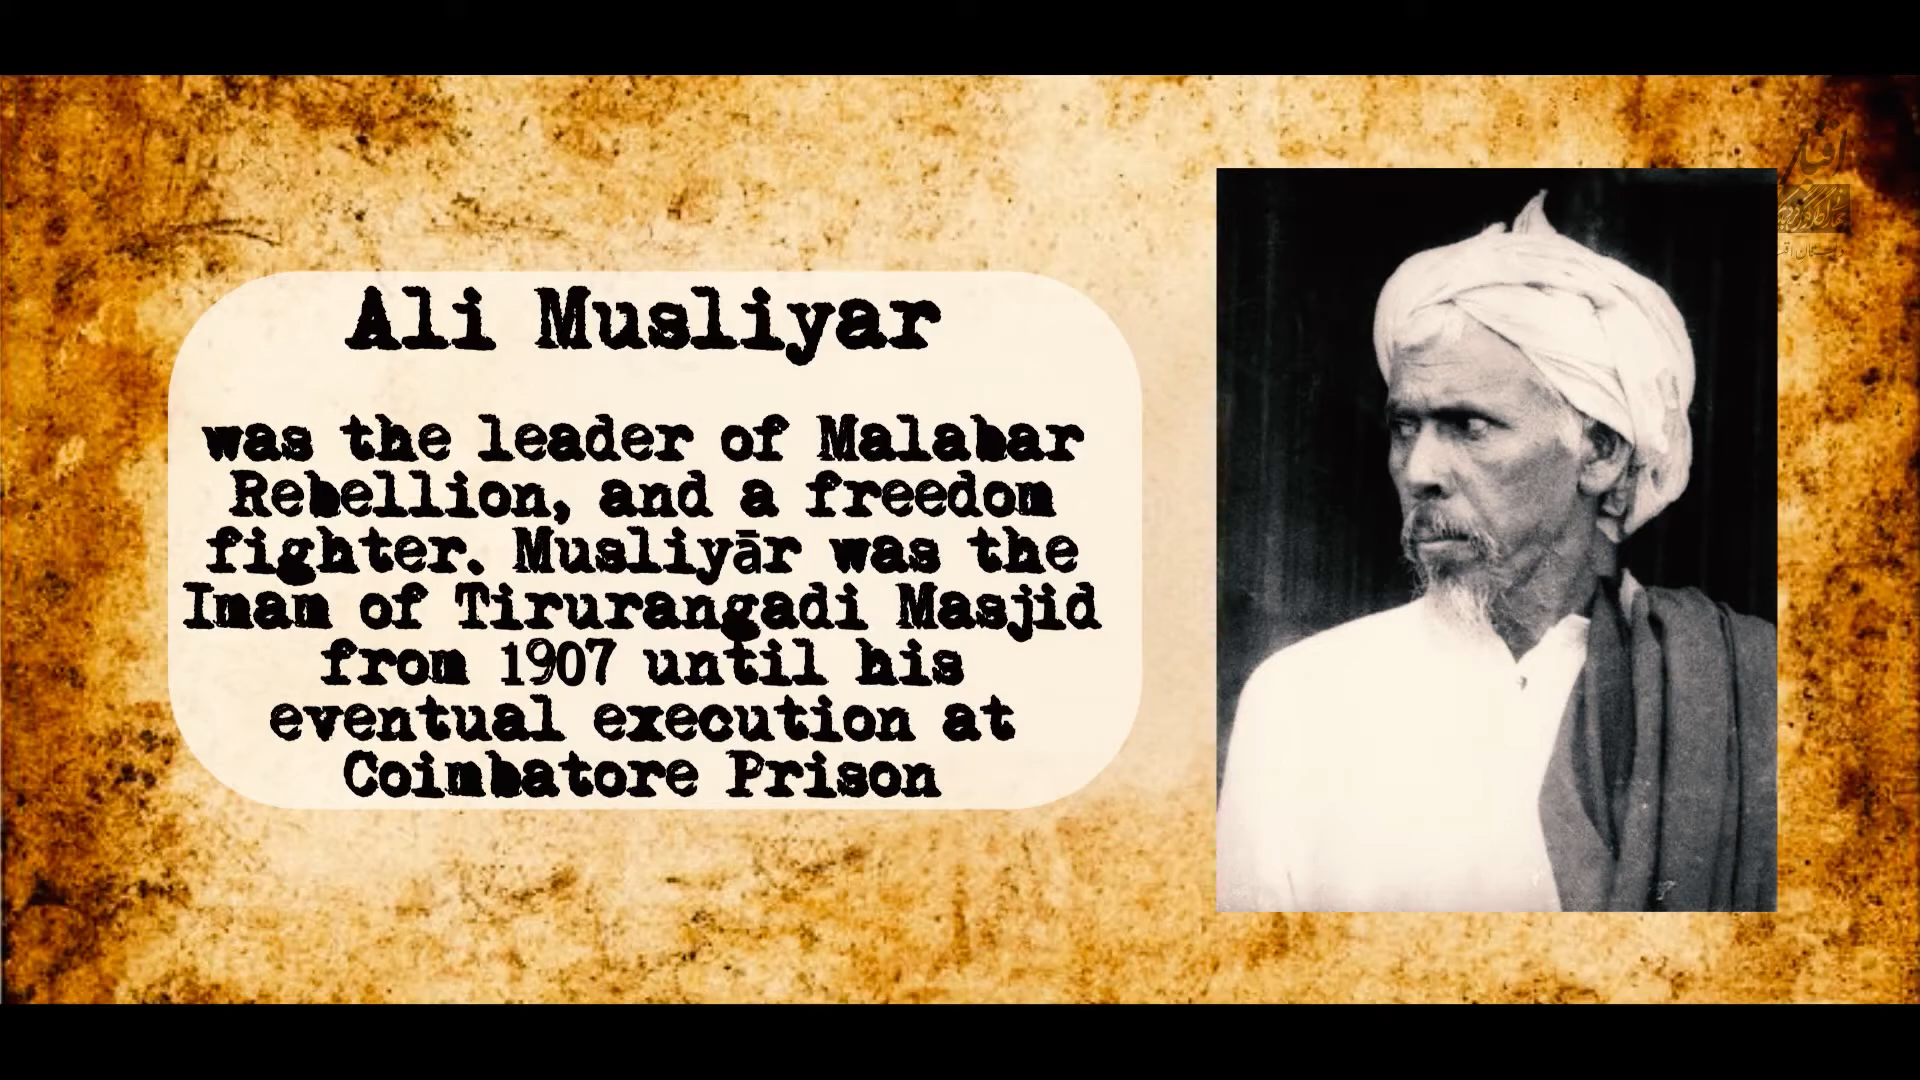 Ali Musliyar
was the leader of Malabar
Rebellion, and a freedom
fighter. Musliyār was the
Imam of Tirurangadi Masjid
from 1907 until his
eventual execution at
Coimbatore Prison